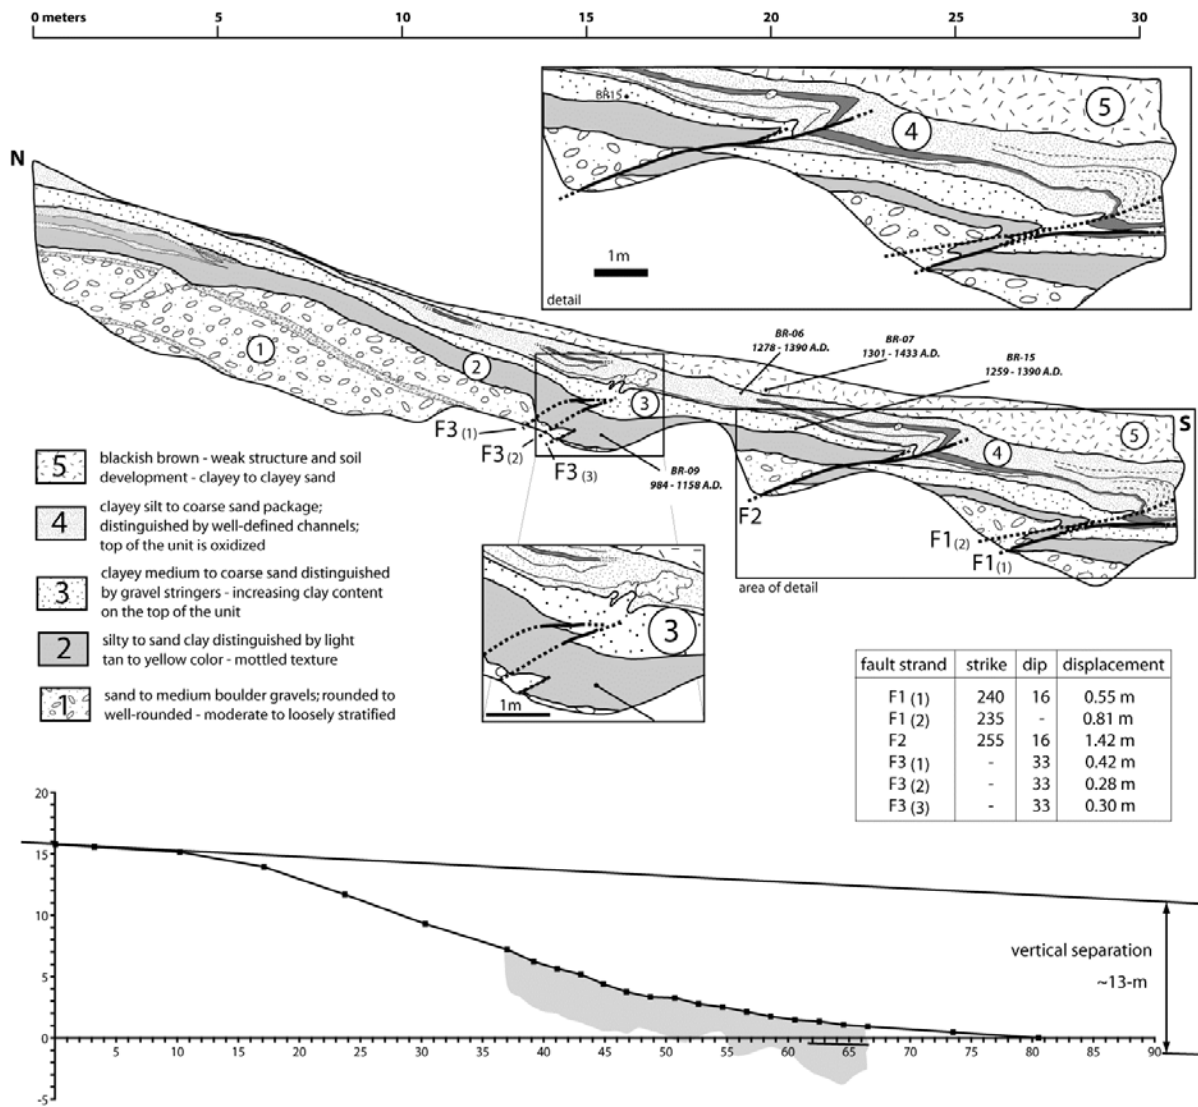 0 meters 5 10 15 20 25 30
N
BR15
5
4
1m
detail
BR-06
1278 - 1390 A.D.
BR-07
1301 - 1433 A.D.
BR-15
1259 - 1390 A.D.
1
2
3
F3 (1)
F3 (2)
F3 (3)
BR-09
984 - 1158 A.D.
S
5
4
F2
F1 (2)
F1 (1)
area of detail
5 blackish brown - weak structure and soil
development - clayey to clayey sand
4 clayey silt to coarse sand package;
distinguished by well-defined channels;
top of the unit is oxidized
3 clayey medium to coarse sand distinguished
by gravel stringers - increasing clay content
on the top of the unit
2 silty to sand clay distinguished by light
tan to yellow color - mottled texture
1 sand to medium boulder gravels; rounded to
well-rounded - moderate to loosely stratified
3
1m
fault strand strike dip displacement
F1 (1) 240 16 0.55 m
F1 (2) 235 - 0.81 m
F2 255 16 1.42 m
F3 (1) - 33 0.42 m
F3 (2) - 33 0.28 m
F3 (3) - 33 0.30 m
20
15
10
5
0
-5
vertical separation
~13-m
5 10 15 20 25 30 35 40 45 50 55 60 65 70 75 80 85 90